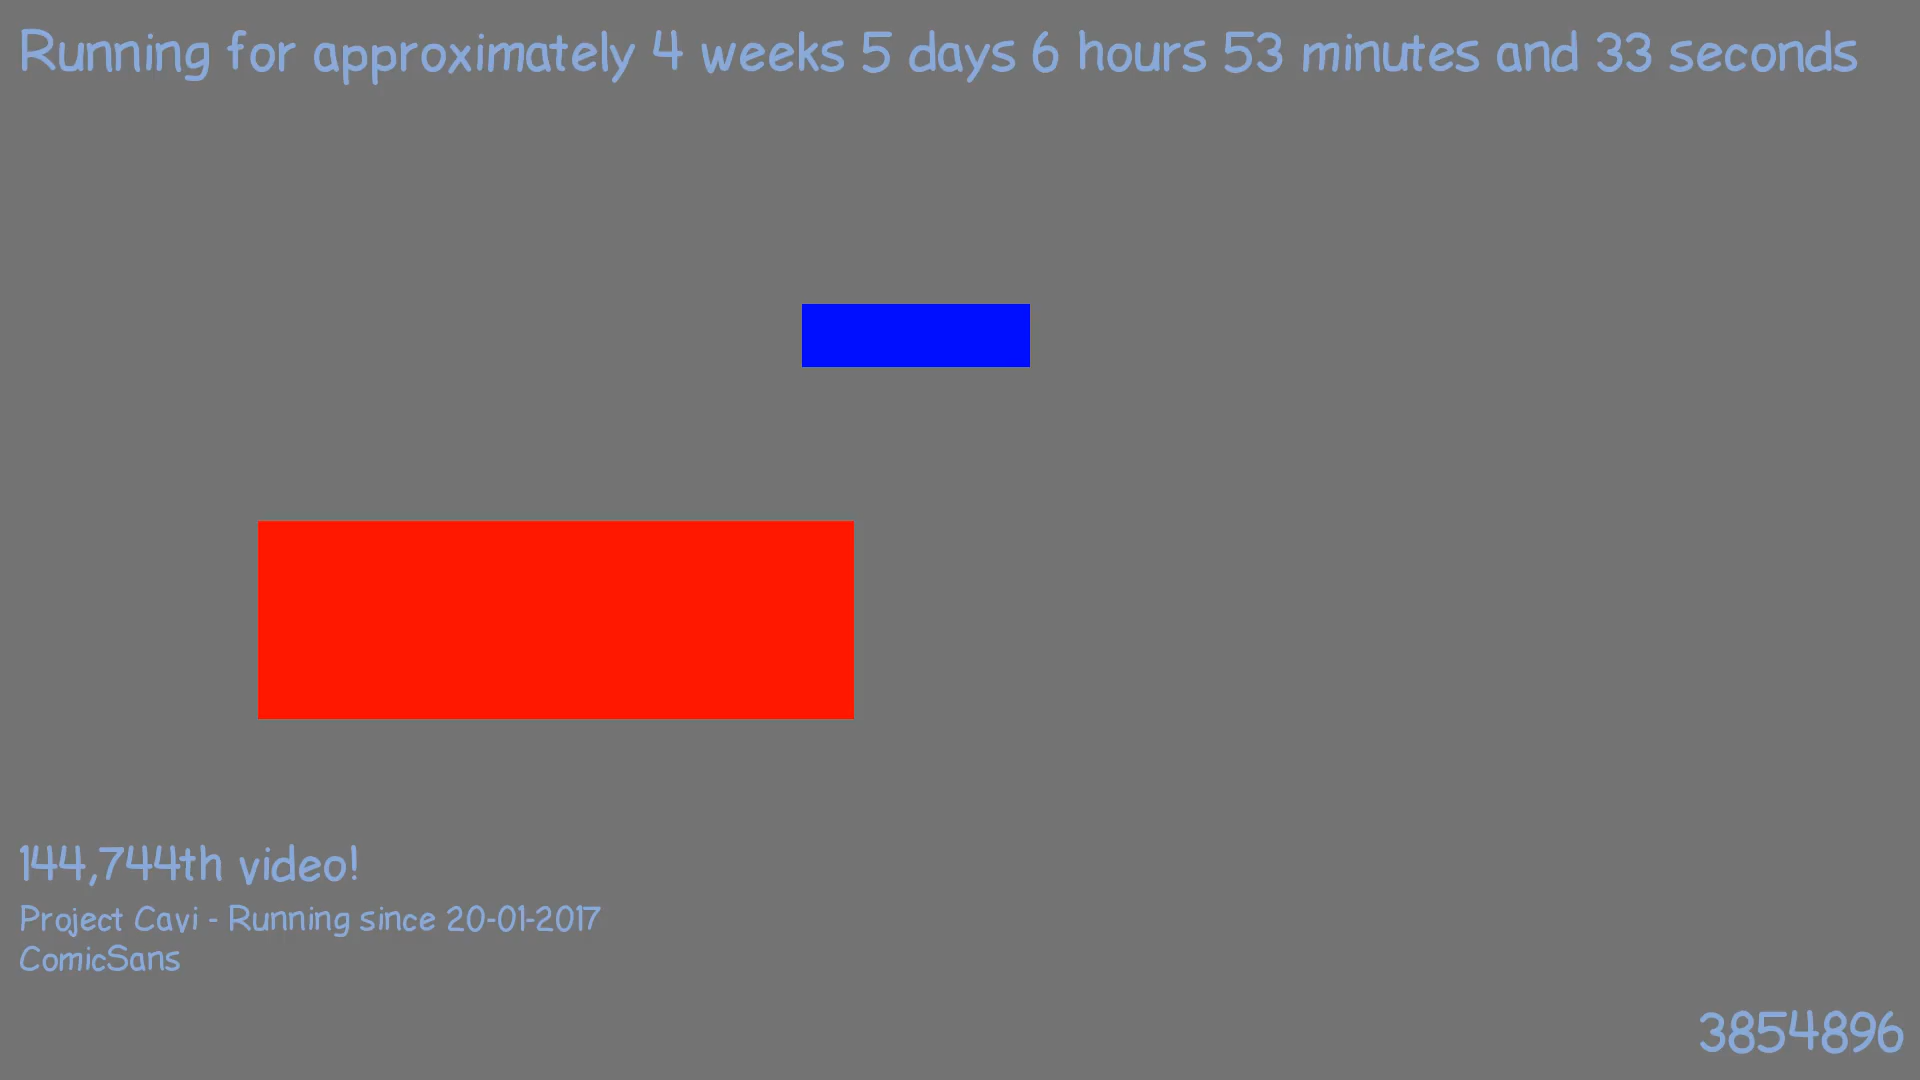 Running for approximately 4 weeks 5 days 6 hours 53 minutes and 33 seconds
144,744th video!
Project Cavi - Running since 20-01-2017
ComicSans
3854896